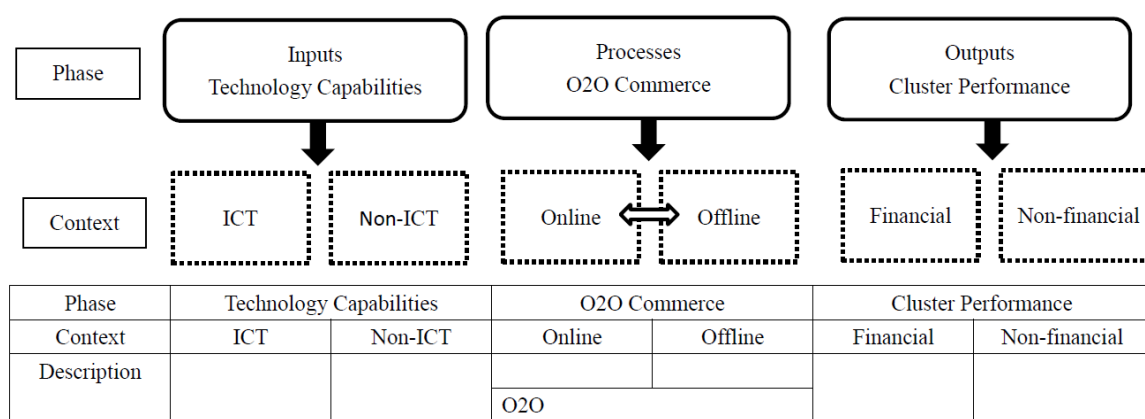 Phase
Inputs
Technology Capabilities
Processes
O2O Commerce
Outputs
Cluster Performance
Context
ICT
Non-ICT
Online
Offline
Financial
Non-financial
Phase
Technology Capabilities
O2O Commerce
Cluster Performance
Context
ICT
Non-ICT
Online
Offline
Financial
Non-financial
Description
O2O